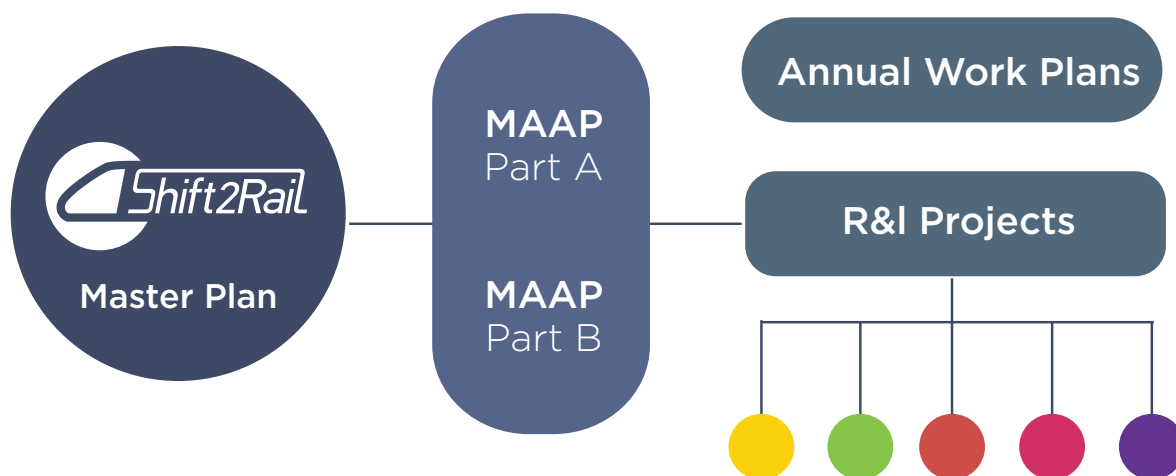 Shift2Rail
Master Plan
MAAP
Part A
MAAP
Part B
Annual Work Plans
R&l Projects